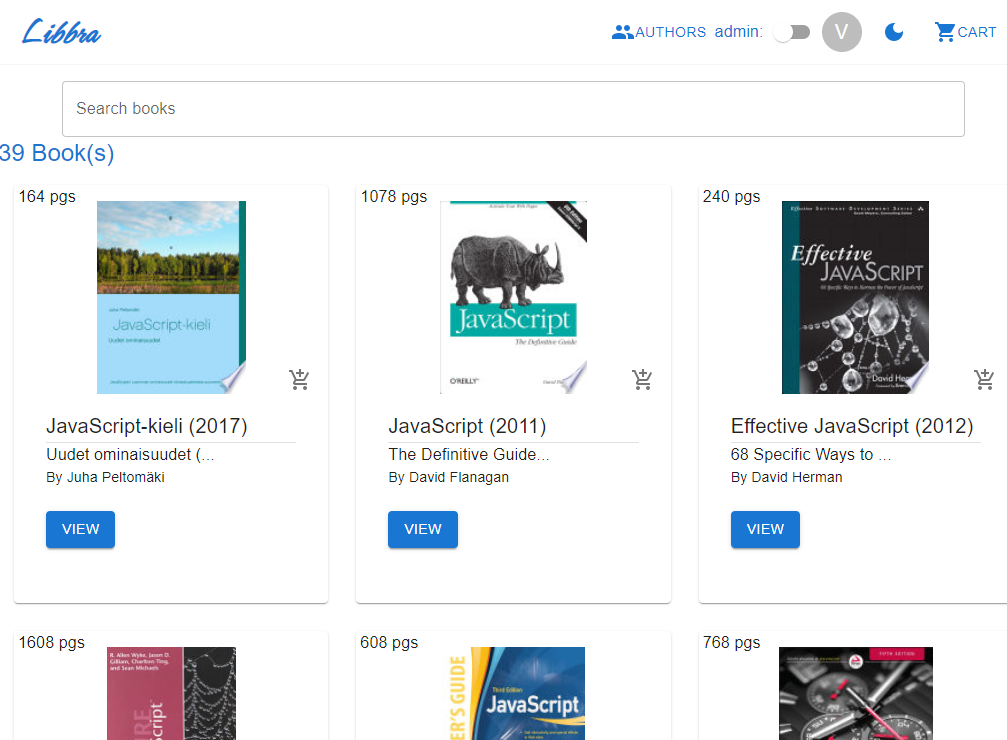 Libbra
AUTHORS admin: V CART
Search books
39 Book(s)
164 pgs
Juha Peltomäki
JavaScript-kieli
Uudet ominaisuudet
JavaScript-kieli (2017)
Uudet ominaisuudet (...
By Juha Peltomäki
VIEW
1078 pgs
JavaScript
The Definitive Guide
O'REILLY
JavaScript (2011)
The Definitive Guide...
By David Flanagan
VIEW
240 pgs
Effective Software Development Series
Effective
JAVASCRIPT
68 Specific Ways to Harness the Power of JavaScript
David
Effective JavaScript (2012)
68 Specific Ways to ...
By David Herman
VIEW
1608 pgs
R. Allen Wyke, Jason D.
Gilliam, Charlton Ting,
and Sean Michaels
608 pgs
Third Edition
JavaScript
768 pgs
FIFTH EDITION